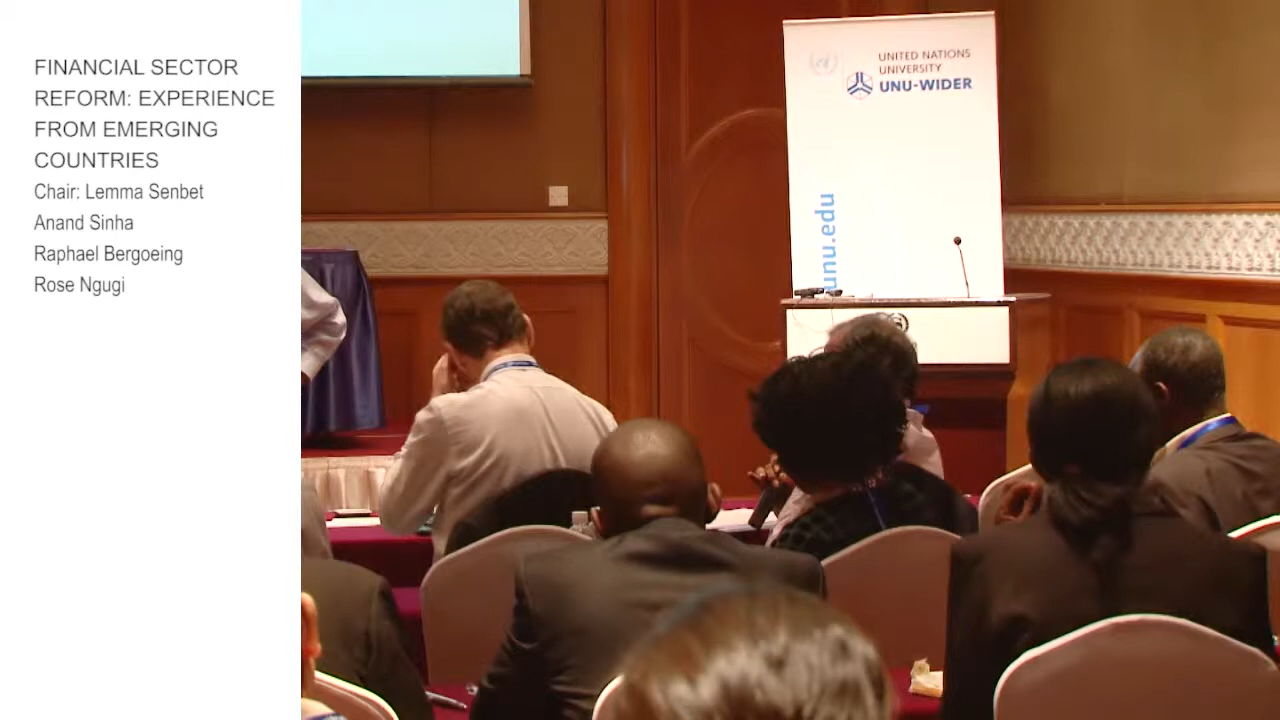 FINANCIAL SECTOR
REFORM: EXPERIENCE
FROM EMERGING
COUNTRIES
Chair: Lemma Senbet
Anand Sinha
Raphael Bergoeing
Rose Ngugi
UNITED NATIONS
UNIVERSITY
UNU-WIDER
unu.edu